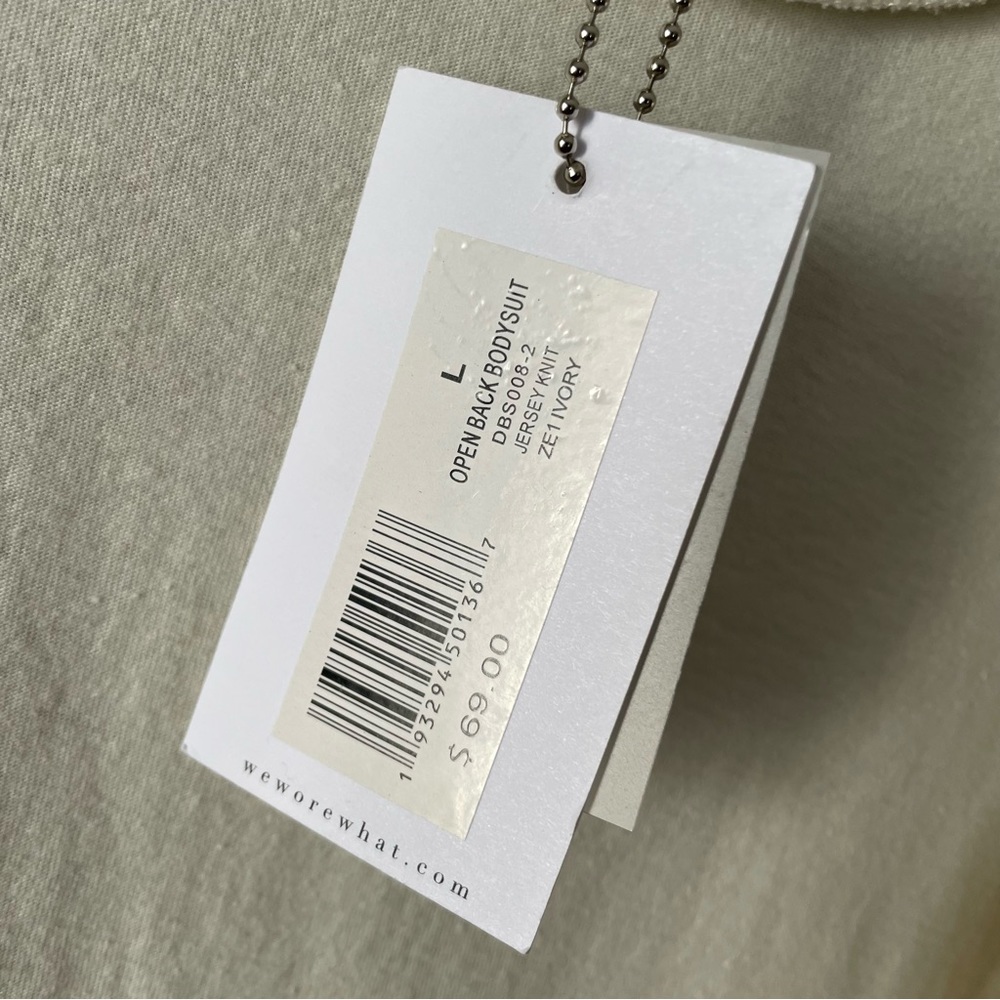 L
OPEN BACK BODYSUIT
DBS008-2
JERSEY KNIT
ZE1 IVORY
1 93294 50136 7
$69.00
weworewhat.com